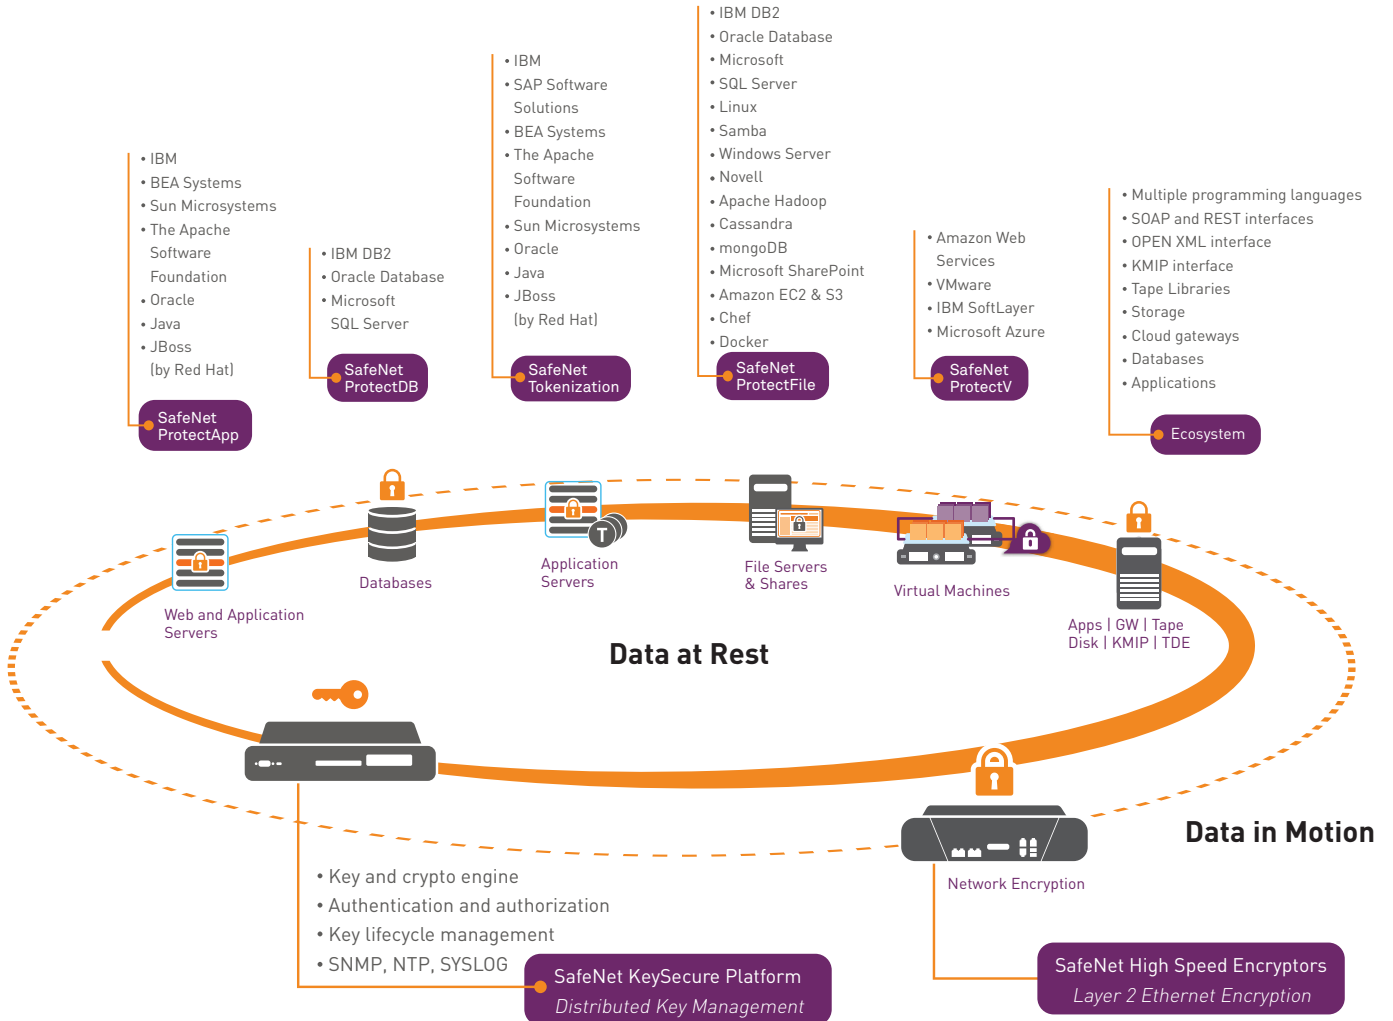 • IBM
• BEA Systems
• Sun Microsystems
• The Apache
Software
Foundation
• Oracle
• Java
• JBoss
(by Red Hat)
SafeNet
ProtectApp
• IBM DB2
• Oracle Database
• Microsoft
SQL Server
SafeNet
ProtectDB
• IBM
• SAP Software
Solutions
• BEA Systems
• The Apache
Software
Foundation
• Sun Microsystems
• Oracle
• Java
• JBoss
(by Red Hat)
SafeNet
Tokenization
• IBM DB2
• Oracle Database
• Microsoft
• SQL Server
• Linux
• Samba
• Windows Server
• Novell
• Apache Hadoop
• Cassandra
• mongoDB
• Microsoft SharePoint
• Amazon EC2 & S3
• Chef
• Docker
SafeNet
ProtectFile
• Amazon Web
Services
• VMware
• IBM SoftLayer
• Microsoft Azure
SafeNet
ProtectV
• Multiple programming languages
• SOAP and REST interfaces
• OPEN XML interface
• KMIP interface
• Tape Libraries
• Storage
• Cloud gateways
• Databases
• Applications
Ecosystem
Web and Application
Servers
Databases
T
Application
Servers
File Servers
& Shares
Virtual Machines
Apps | GW | Tape
Disk | KMIP | TDE
Data at Rest
Data in Motion
Network Encryption
• Key and crypto engine
• Authentication and authorization
• Key lifecycle management
• SNMP, NTP, SYSLOG
SafeNet KeySecure Platform
Distributed Key Management
SafeNet High Speed Encryptors
Layer 2 Ethernet Encryption